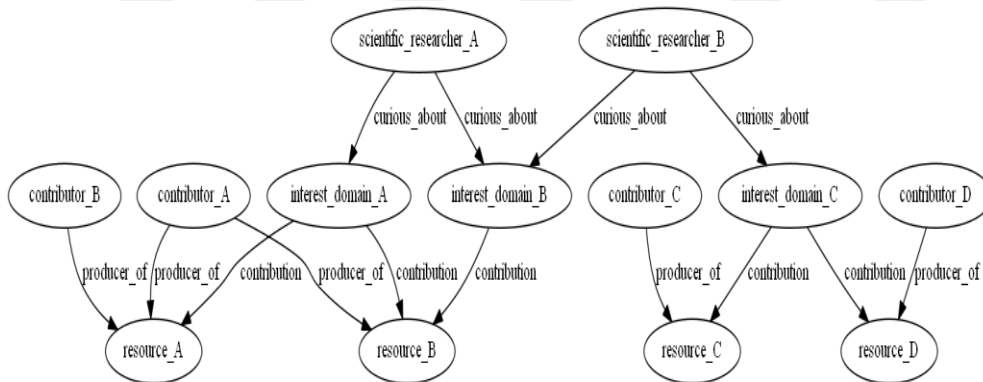 scientific_researcher_A
scientific_researcher_B
curious_about
curious_about
curious_about
curious_about
contributor_B
contributor_A
interest_domain_A
interest_domain_B
contributor_C
interest_domain_C
contributor_D
producer_of
producer_of
contribution
producer_of
contribution
contribution
producer_of
contribution
contribution
producer_of
resource_A
resource_B
resource_C
resource_D